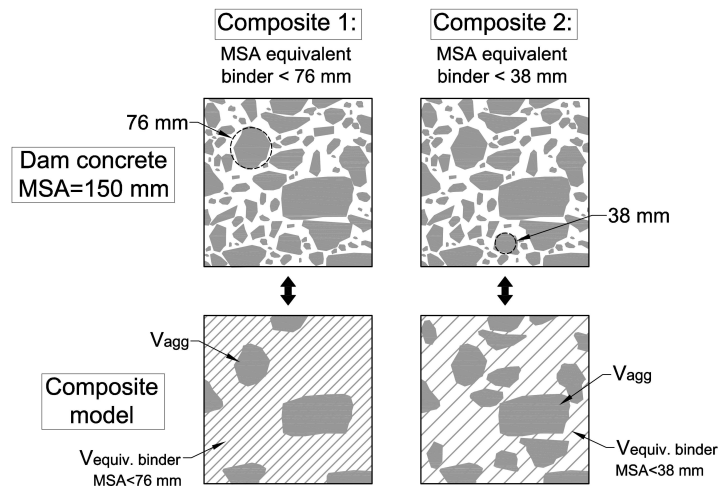 Composite 1:
MSA equivalent
binder < 76 mm
Composite 2:
MSA equivalent
binder < 38 mm
Dam concrete
MSA=150 mm
76 mm
38 mm
Composite
model
Vagg
Vequiv. binder
MSA<76 mm
Vagg
Vequiv. binder
MSA<38 mm